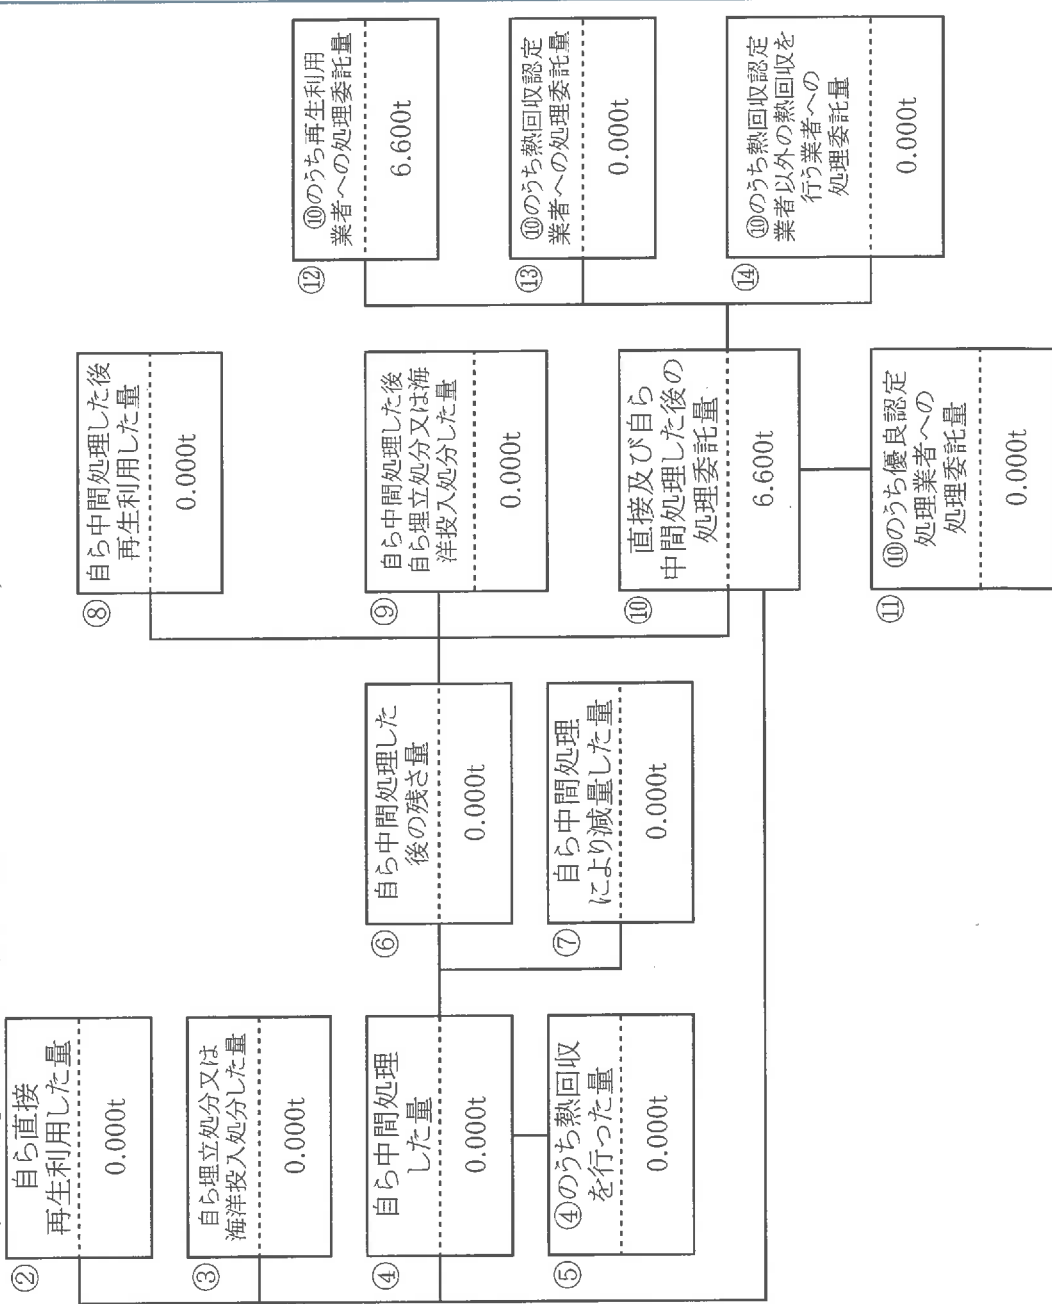 ②
自ら直接
再生利用した量
0.000t
③
自ら埋立処分又は
海洋投入処分した量
0.000t
④
自ら中間処理
した量
0.000t
⑤
④のうち熱回収
を行った量
0.000t
⑥
自ら中間処理した
後の残さ量
0.000t
⑦
自ら中間処理
により減量した量
0.000t
⑧
自ら中間処理した後
再生利用した量
0.000t
⑨
自ら中間処理した後
自ら埋立処分又は海
洋投入処分した量
0.000t
⑩
直接及び自ら
中間処理した後の
処理委託量
6.600t
⑪
⑩のうち優良認定
処理業者への
処理委託量
0.000t
⑫
⑩のうち再生利用
業者への処理委託量
6.600t
⑬
⑩のうち熱回収認定
業者への処理委託量
0.000t
⑭
⑩のうち熱回収認定
業者以外の熱回収を
行う業者への
処理委託量
0.000t